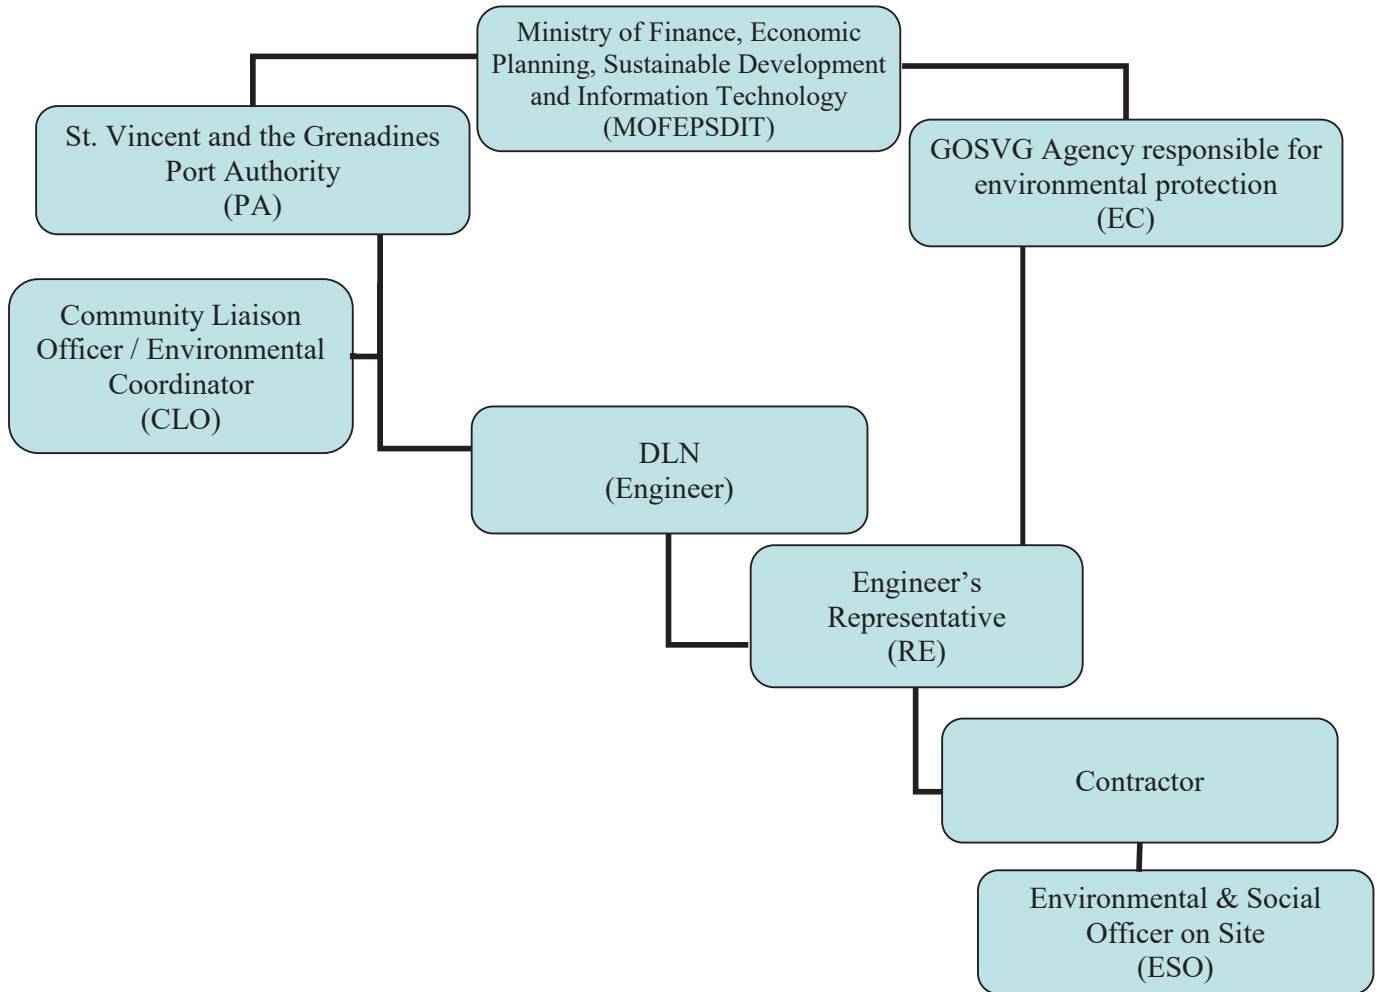 Ministry of Finance, Economic
Planning, Sustainable Development
and Information Technology
(MOFEPSDIT)
St. Vincent and the Grenadines
Port Authority
(PA)
GOSVG Agency responsible for
environmental protection
(EC)
Community Liaison
Officer / Environmental
Coordinator
(CLO)
DLN
(Engineer)
Engineer’s
Representative
(RE)
Contractor
Environmental & Social
Officer on Site
(ESO)